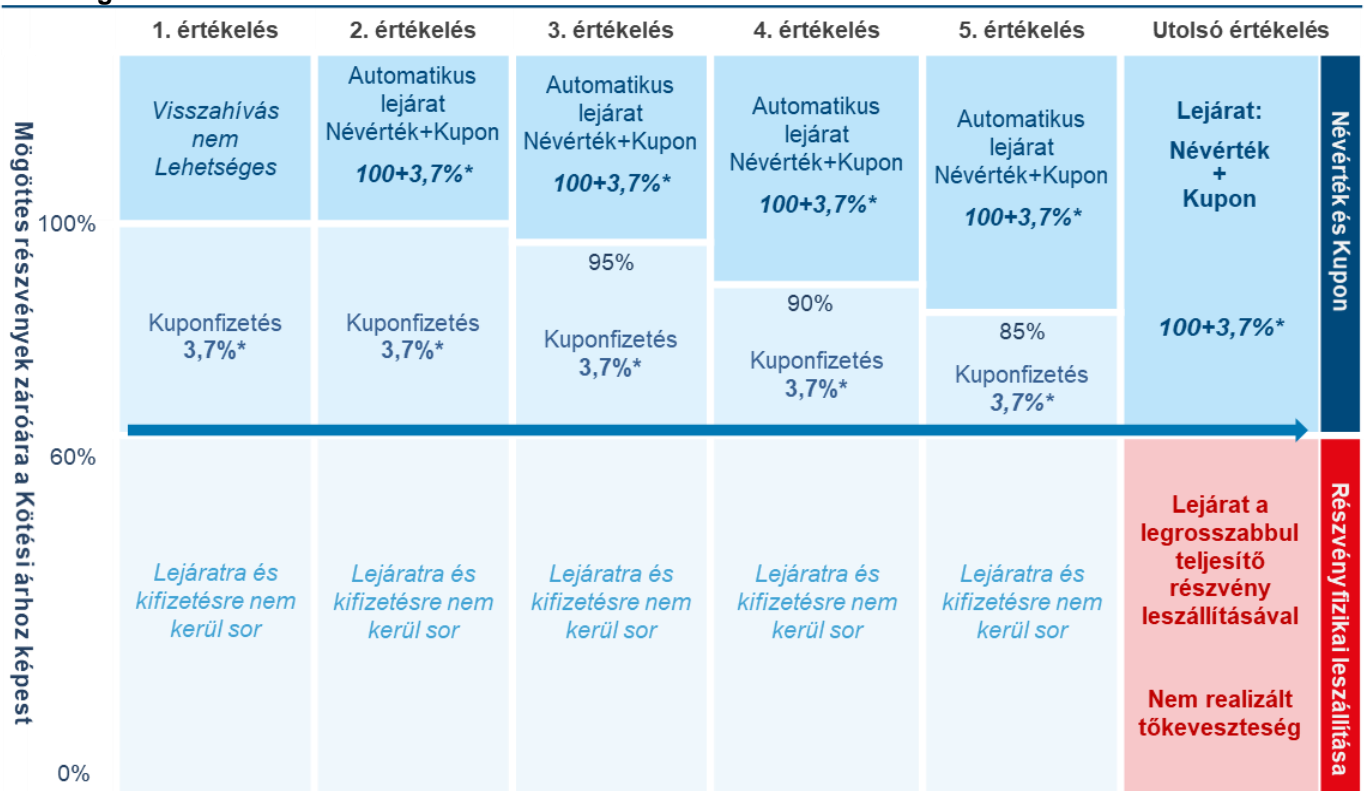 1. értékelés
2. értékelés
3. értékelés
4. értékelés
5. értékelés
Utolsó értékelés
Mögöttes részvények záróára a Kötési árhoz képest
100%
60%
0%
Visszahívás
nem
Lehetséges
Kuponfizetés
3,7%*
Lejáratra és
kifizetésre nem
kerül sor
Automatikus
lejárat
Névérték+Kupon
100+3,7%*
Kuponfizetés
3,7%*
Lejáratra és
kifizetésre nem
kerül sor
Automatikus
lejárat
Névérték+Kupon
100+3,7%*
95%
Kuponfizetés
3,7%*
Lejáratra és
kifizetésre nem
kerül sor
Automatikus
lejárat
Névérték+Kupon
100+3,7%*
90%
Kuponfizetés
3,7%*
Lejáratra és
kifizetésre nem
kerül sor
Automatikus
lejárat
Névérték+Kupon
100+3,7%*
85%
Kuponfizetés
3,7%*
Lejáratra és
kifizetésre nem
kerül sor
Lejárat:
Névérték
+
Kupon
100+3,7%*
Lejárat a
legrosszabbul
teljesítő
részvény
leszállításával
Nem realizált
tőkeveszteség
Névérték és Kupon
Részvény fizikai leszállítása